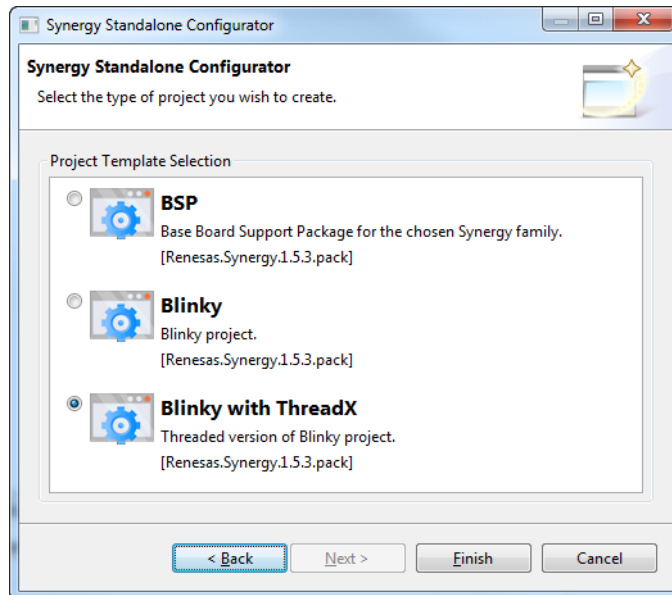 Synergy Standalone Configurator
Synergy Standalone Configurator
Select the type of project you wish to create.
Project Template Selection
BSP
Base Board Support Package for the chosen Synergy family.
[Renesas.Synergy.1.5.3.pack]
Blinky
Blinky project.
[Renesas.Synergy.1.5.3.pack]
Blinky with ThreadX
Threaded version of Blinky project.
[Renesas.Synergy.1.5.3.pack]
< Back Next > Finish Cancel